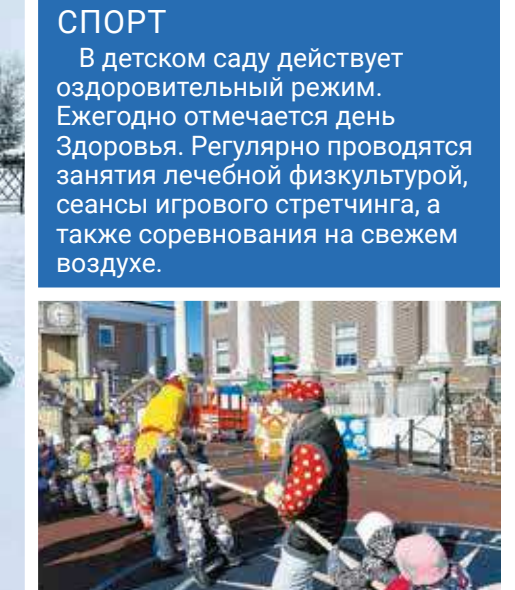 СПОРТ
В детском саду действует
оздоровительный режим.
Ежегодно отмечается день
Здоровья. Регулярно проводятся
занятия лечебной физкультурой,
сеансы игрового стретчинга, а
также соревнования на свежем
воздухе.